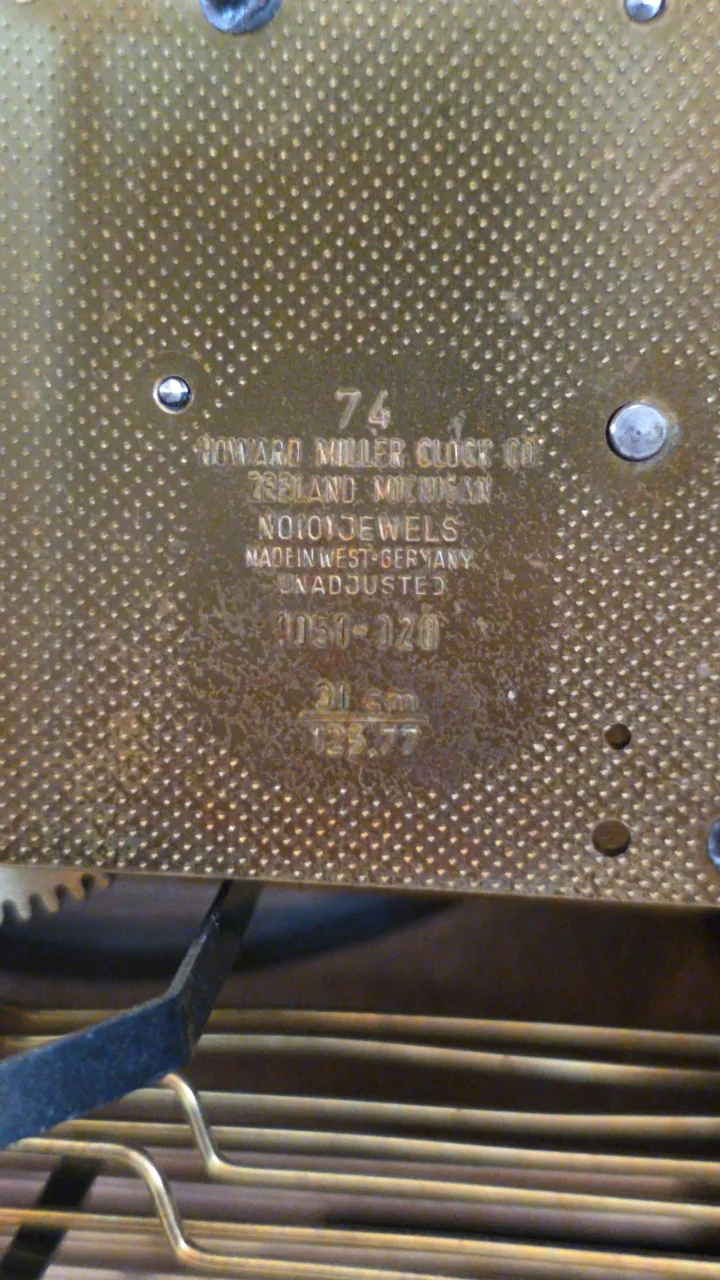 74
HOWARD MILLER CLOCK CO
ZEELAND MICHIGAN
NO(0)JEWELS
MADE IN WEST-GERMANY
UNADJUSTED
1051-020
31 cm
125.77